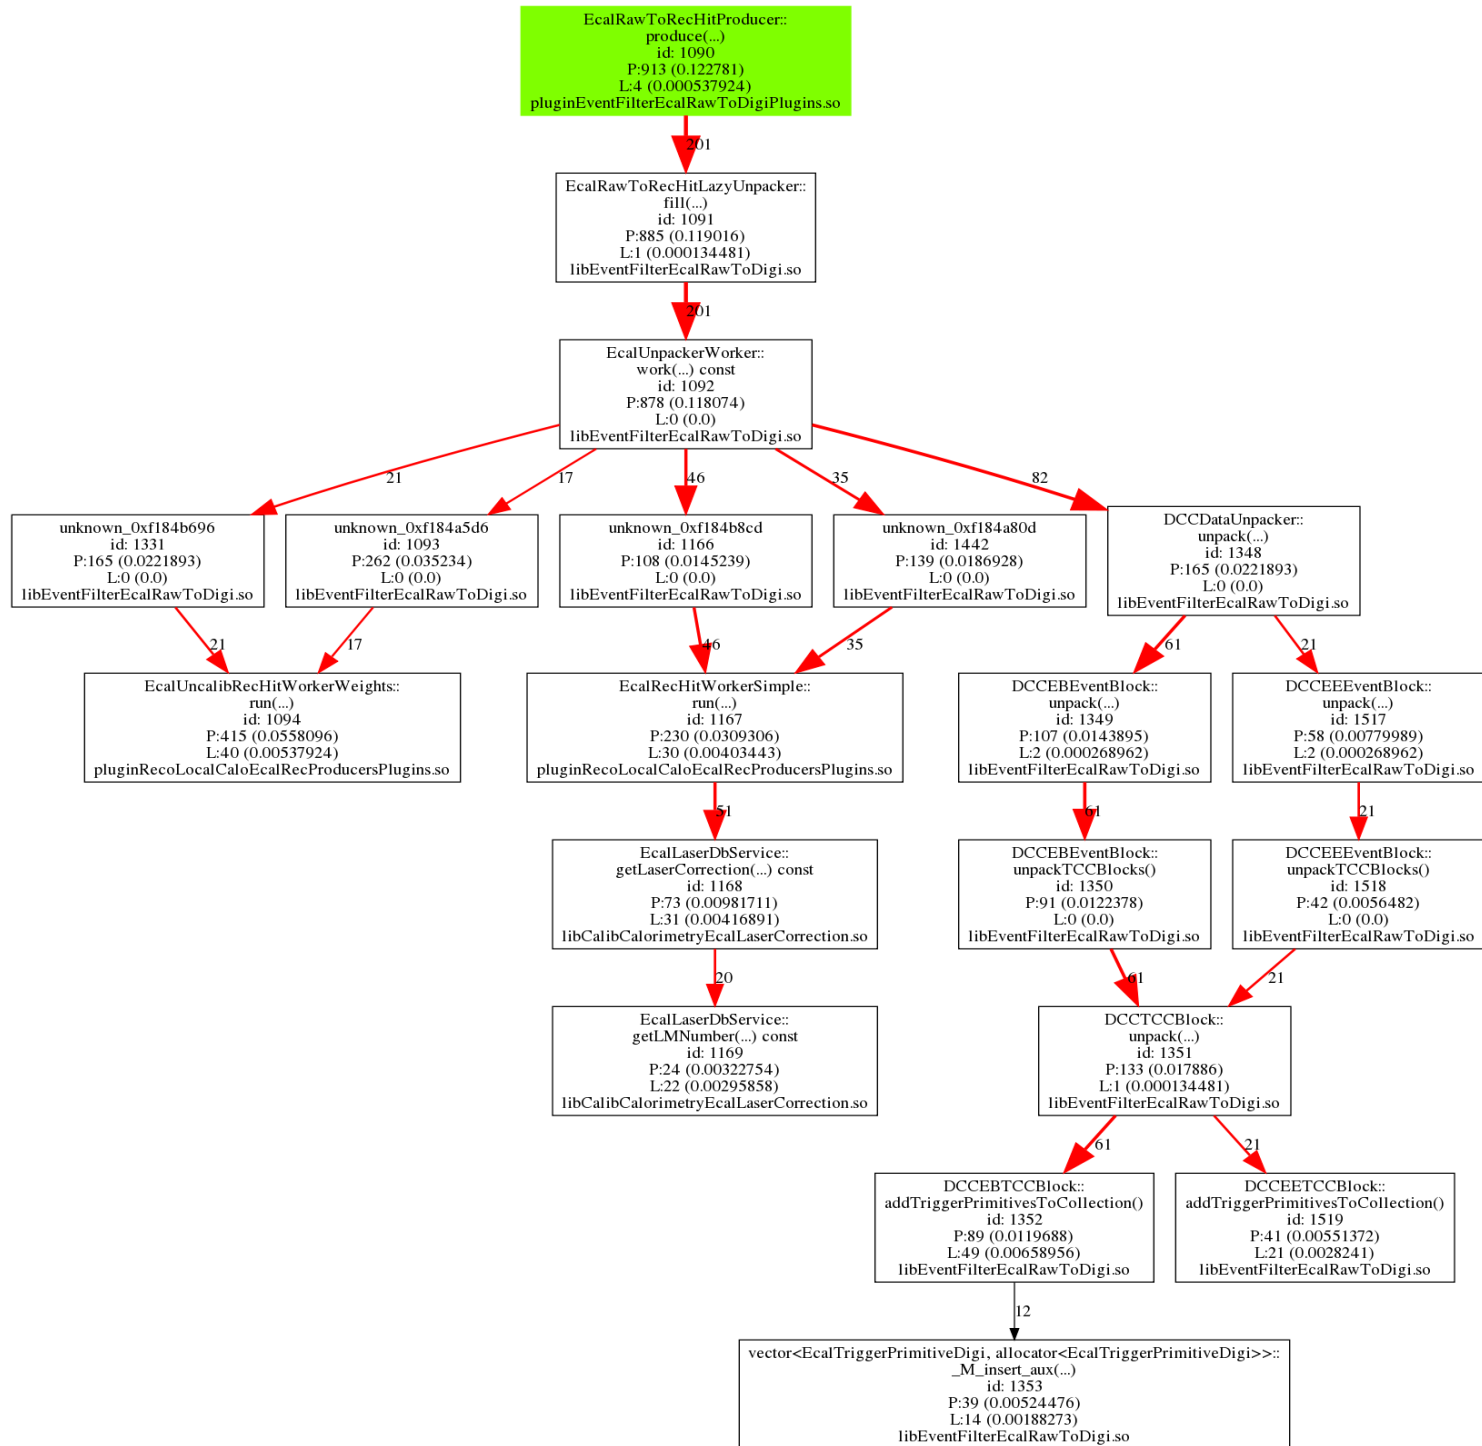 EcalRawToRecHitProducer::
produce(...)
id: 1090
P:913 (0.122781)
L:4 (0.000537924)
pluginEventFilterEcalRawToDigiPlugins.so
201
EcalRawToRecHitLazyUnpacker::
fill(...)
id: 1091
P:885 (0.119016)
L:1 (0.000134481)
libEventFilterEcalRawToDigi.so
201
EcalUnpackerWorker::
work(...) const
id: 1092
P:878 (0.118074)
L:0 (0.0)
libEventFilterEcalRawToDigi.so
21
17
46
35
82
unknown_0xf184b696
id: 1331
P:165 (0.0221893)
L:0 (0.0)
libEventFilterEcalRawToDigi.so
unknown_0xf184a5d6
id: 1093
P:262 (0.035234)
L:0 (0.0)
libEventFilterEcalRawToDigi.so
unknown_0xf184b8cd
id: 1166
P:108 (0.0145239)
L:0 (0.0)
libEventFilterEcalRawToDigi.so
unknown_0xf184a80d
id: 1442
P:139 (0.0186928)
L:0 (0.0)
libEventFilterEcalRawToDigi.so
DCCDataUnpacker::
unpack(...)
id: 1348
P:165 (0.0221893)
L:0 (0.0)
libEventFilterEcalRawToDigi.so
21
17
46
35
61
21
EcalUncalibRecHitWorkerWeights::
run(...)
id: 1094
P:415 (0.0558096)
L:40 (0.00537924)
pluginRecoLocalCaloEcalRecProducersPlugins.so
EcalRecHitWorkerSimple::
run(...)
id: 1167
P:230 (0.0309306)
L:30 (0.00403443)
pluginRecoLocalCaloEcalRecProducersPlugins.so
DCCEBEventBlock::
unpack(...)
id: 1349
P:107 (0.0143895)
L:2 (0.000268962)
libEventFilterEcalRawToDigi.so
DCCEEEventBlock::
unpack(...)
id: 1517
P:58 (0.00779989)
L:2 (0.000268962)
libEventFilterEcalRawToDigi.so
51
61
21
EcalLaserDbService::
getLaserCorrection(...) const
id: 1168
P:73 (0.00981711)
L:31 (0.00416891)
libCalibCalorimetryEcalLaserCorrection.so
DCCEBEventBlock::
unpackTCCBlocks()
id: 1350
P:91 (0.0122378)
L:0 (0.0)
libEventFilterEcalRawToDigi.so
DCCEEEventBlock::
unpackTCCBlocks()
id: 1518
P:42 (0.0056482)
L:0 (0.0)
libEventFilterEcalRawToDigi.so
20
61
21
EcalLaserDbService::
getLMNumber(...) const
id: 1169
P:24 (0.00322754)
L:22 (0.00295858)
libCalibCalorimetryEcalLaserCorrection.so
DCCTCCBlock::
unpack(...)
id: 1351
P:133 (0.017886)
L:1 (0.000134481)
libEventFilterEcalRawToDigi.so
61
21
DCCEBTCCBlock::
addTriggerPrimitivesToCollection()
id: 1352
P:89 (0.0119688)
L:49 (0.00658956)
libEventFilterEcalRawToDigi.so
DCCEETCCBlock::
addTriggerPrimitivesToCollection()
id: 1519
P:41 (0.00551372)
L:21 (0.0028241)
libEventFilterEcalRawToDigi.so
12
vector<EcalTriggerPrimitiveDigi, allocator<EcalTriggerPrimitiveDigi>>::
_M_insert_aux(...)
id: 1353
P:39 (0.00524476)
L:14 (0.00188273)
libEventFilterEcalRawToDigi.so